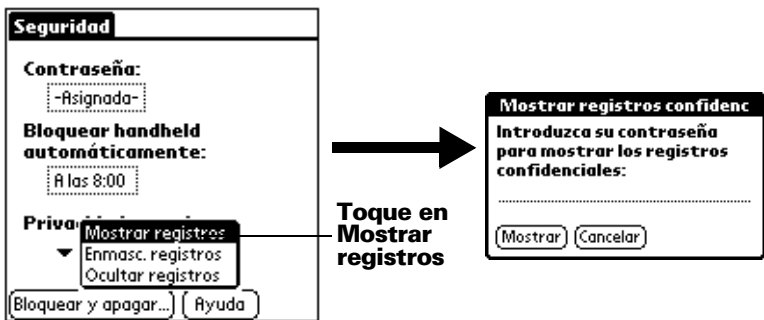 Seguridad
Contraseña:
-Asignada-
Bloquear handheld
automáticamente:
A las 8:00
Mostrar registros
Enmasc. registros
Ocultar registros
Bloquear y apagar...
Ayuda
Toque en
Mostrar
registros
Mostrar registros confidenc
Introduzca su contraseña
para mostrar los registros
confidenciales:
Mostrar
Cancelar